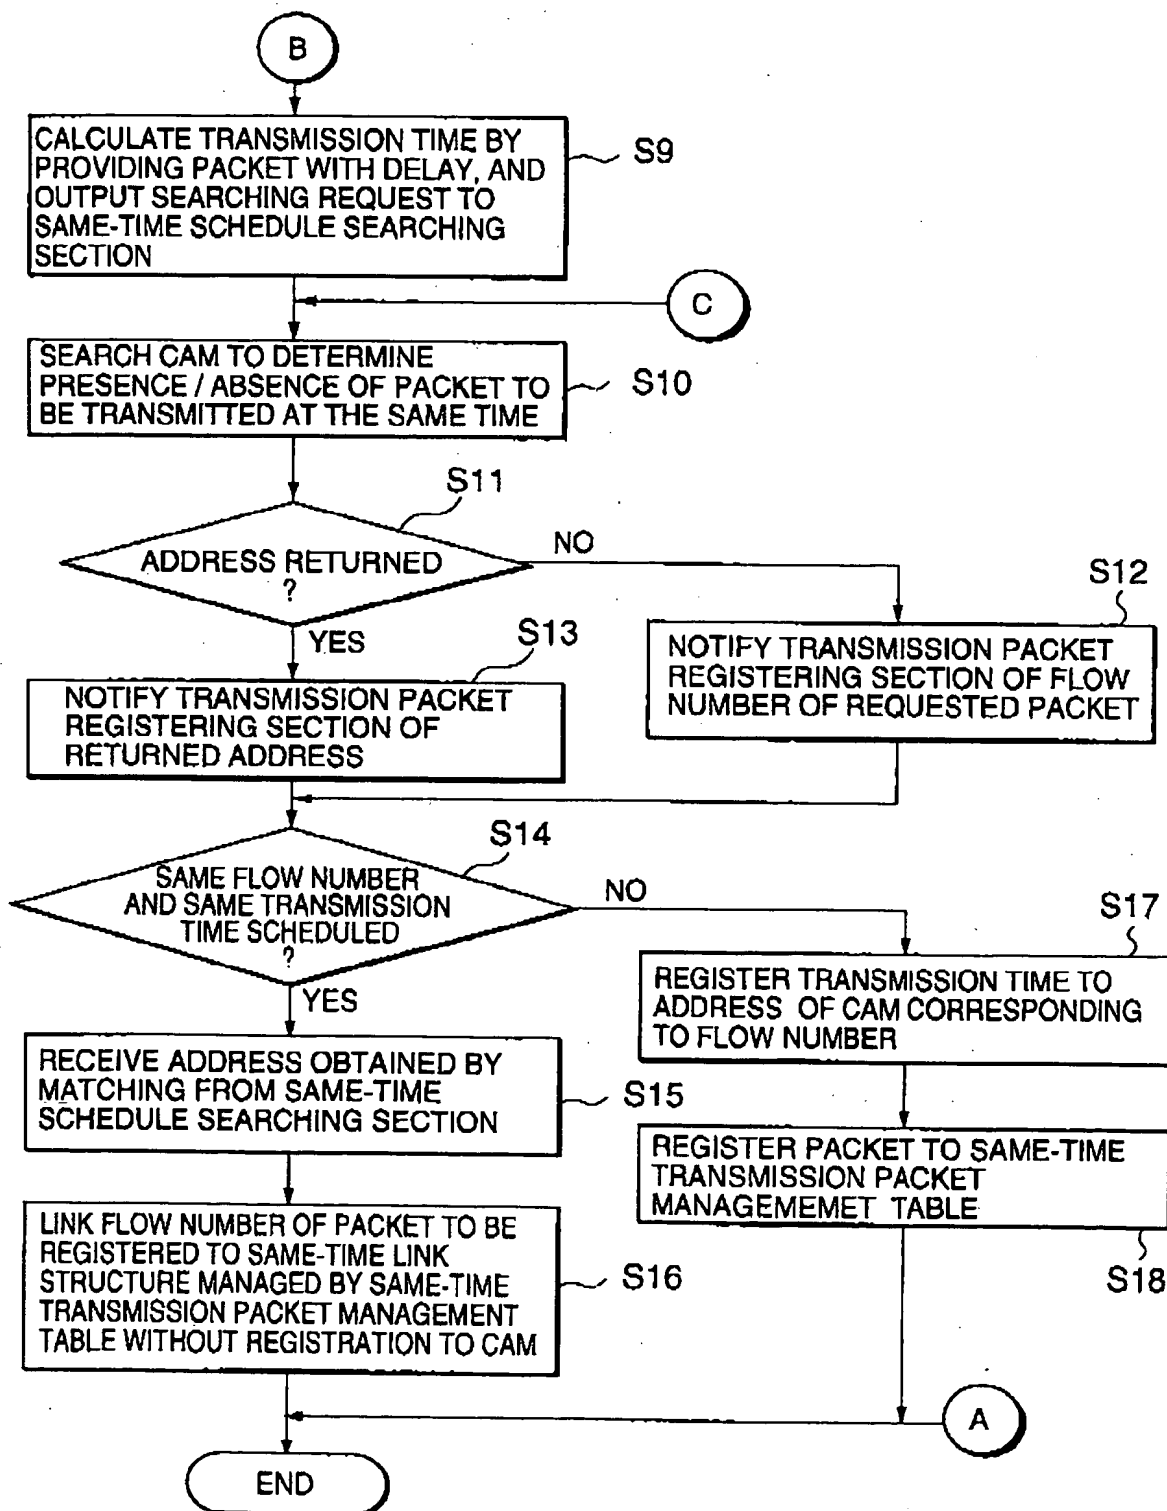 B
CALCULATE TRANSMISSION TIME BY
PROVIDING PACKET WITH DELAY, AND
OUTPUT SEARCHING REQUEST TO
SAME-TIME SCHEDULE SEARCHING
SECTION
S9
C
SEARCH CAM TO DETERMINE
PRESENCE / ABSENCE OF PACKET TO
BE TRANSMITTED AT THE SAME TIME
S10
S11
ADDRESS RETURNED
?
NO
YES
S12
NOTIFY TRANSMISSION PACKET
REGISTERING SECTION OF FLOW
NUMBER OF REQUESTED PACKET
S13
NOTIFY TRANSMISSION PACKET
REGISTERING SECTION OF
RETURNED ADDRESS
S14
SAME FLOW NUMBER
AND SAME TRANSMISSION
TIME SCHEDULED
?
NO
YES
S17
REGISTER TRANSMISSION TIME TO
ADDRESS OF CAM CORRESPONDING
TO FLOW NUMBER
RECEIVE ADDRESS OBTAINED BY
MATCHING FROM SAME-TIME
SCHEDULE SEARCHING SECTION
S15
REGISTER PACKET TO SAME-TIME
TRANSMISSION PACKET
MANAGEMEMET TABLE
S18
LINK FLOW NUMBER OF PACKET TO BE
REGISTERED TO SAME-TIME LINK
STRUCTURE MANAGED BY SAME-TIME
TRANSMISSION PACKET MANAGEMENT
TABLE WITHOUT REGISTRATION TO CAM
S16
A
END